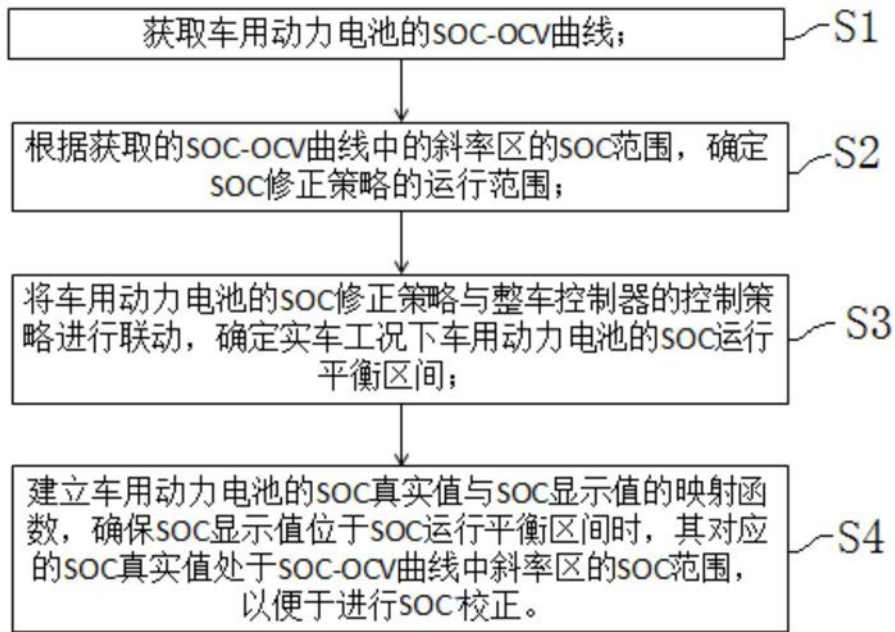 获取车用动力电池的SOC-OCV曲线；
S1
根据获取的SOC-OCV曲线中的斜率区的SOC范围，确定
SOC修正策略的运行范围；
S2
将车用动力电池的SOC修正策略与整车控制器的控制策
略进行联动，确定实车工况下车用动力电池的SOC运行
平衡区间；
S3
建立车用动力电池的SOC真实值与SOC显示值的映射函
数，确保SOC显示值位于SOC运行平衡区间时，其对应
的SOC真实值处于SOC-OCV曲线中斜率区的SOC范围，
以便于进行SOC校正。
S4